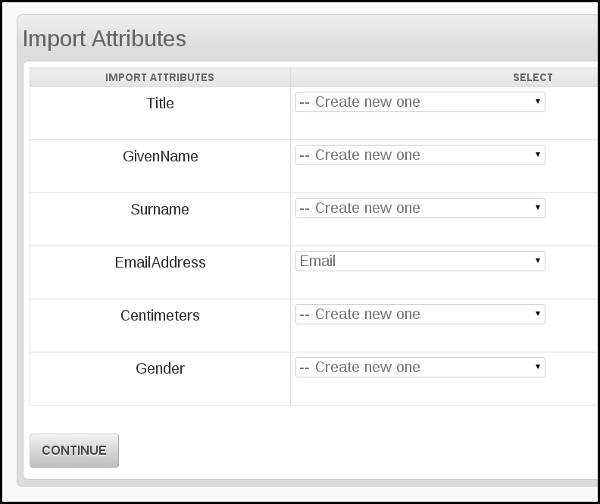 Import Attributes
IMPORT ATTRIBUTES SELECT
Title -- Create new one
GivenName -- Create new one
Surname -- Create new one
EmailAddress Email
Centimeters -- Create new one
Gender -- Create new one
CONTINUE